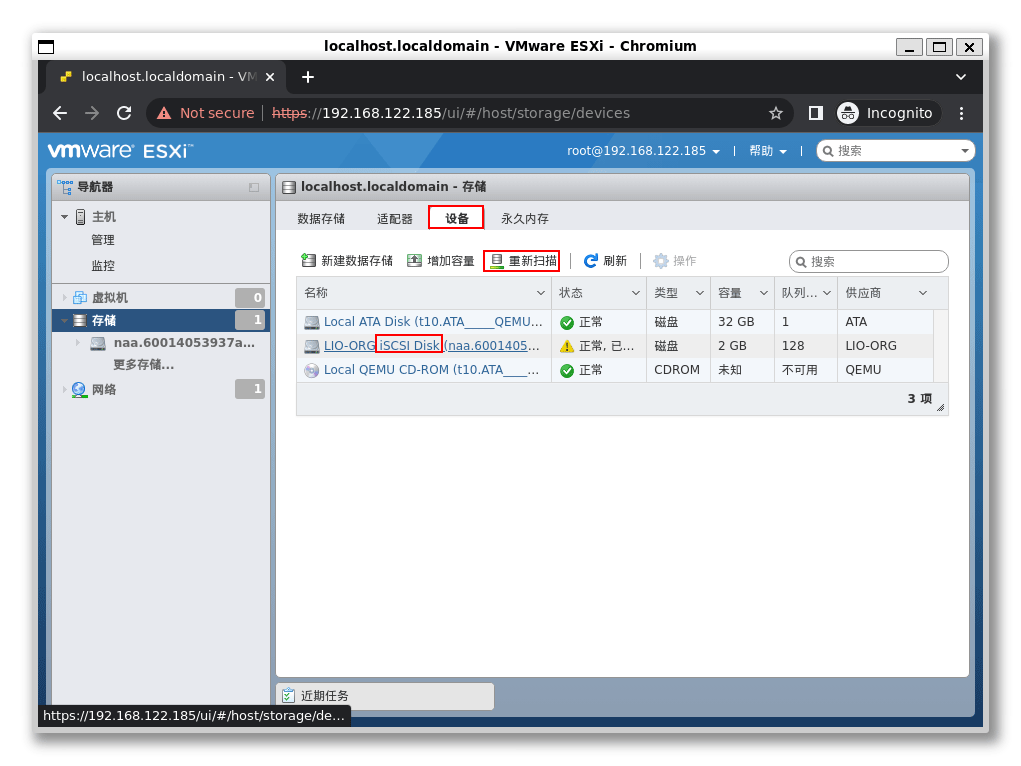 localhost.localdomain - VMware ESXi - Chromium
localhost.localdomain - VM
Not secure https://192.168.122.185/ui/#/host/storage/devices Incognito
vmware ESXi™ root@192.168.122.185 帮助 搜索
导航器
主机
管理
监控
虚拟机 0
存储 1
naa.60014053937a...
更多存储...
网络 1
localhost.localdomain - 存储
数据存储 适配器 设备 永久内存
新建数据存储 增加容量 重新扫描 刷新 操作 搜索
名称 状态 类型 容量 队列... 供应商
Local ATA Disk (t10.ATA_____QEMU... 正常 磁盘 32 GB 1 ATA
LIO-ORG iSCSI Disk (naa.6001405... 正常, 已... 磁盘 2 GB 128 LIO-ORG
Local QEMU CD-ROM (t10.ATA____... 正常 CDROM 未知 不可用 QEMU
3 项
近期任务
https://192.168.122.185/ui/#/host/storage/de...